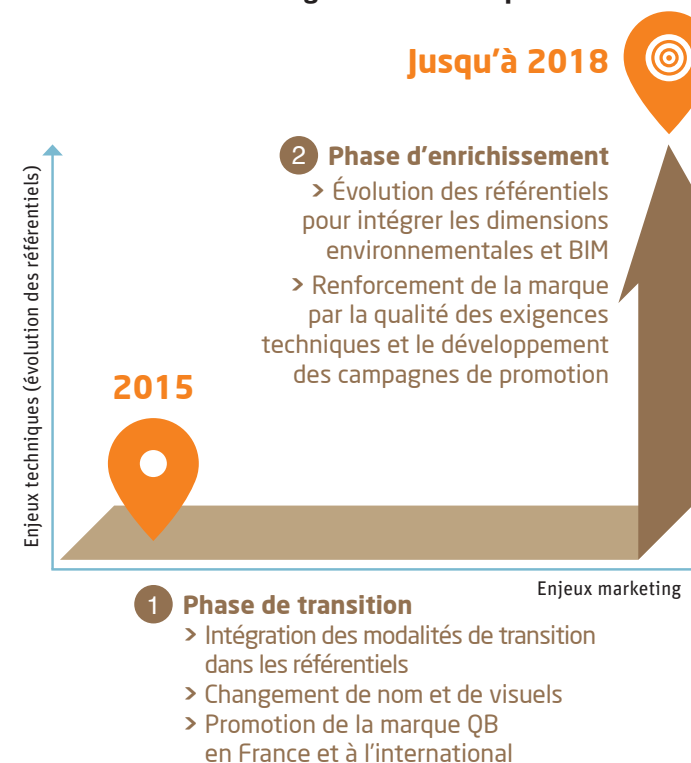 Jusqu'à 2018
2 Phase d'enrichissement
> Évolution des référentiels
pour intégrer les dimensions
environnementales et BIM
> Renforcement de la marque
par la qualité des exigences
techniques et le développement
des campagnes de promotion
Enjeux techniques (évolution des référentiels)
2015
Enjeux marketing
1 Phase de transition
> Intégration des modalités de transition
dans les référentiels
> Changement de nom et de visuels
> Promotion de la marque QB
en France et à l'international